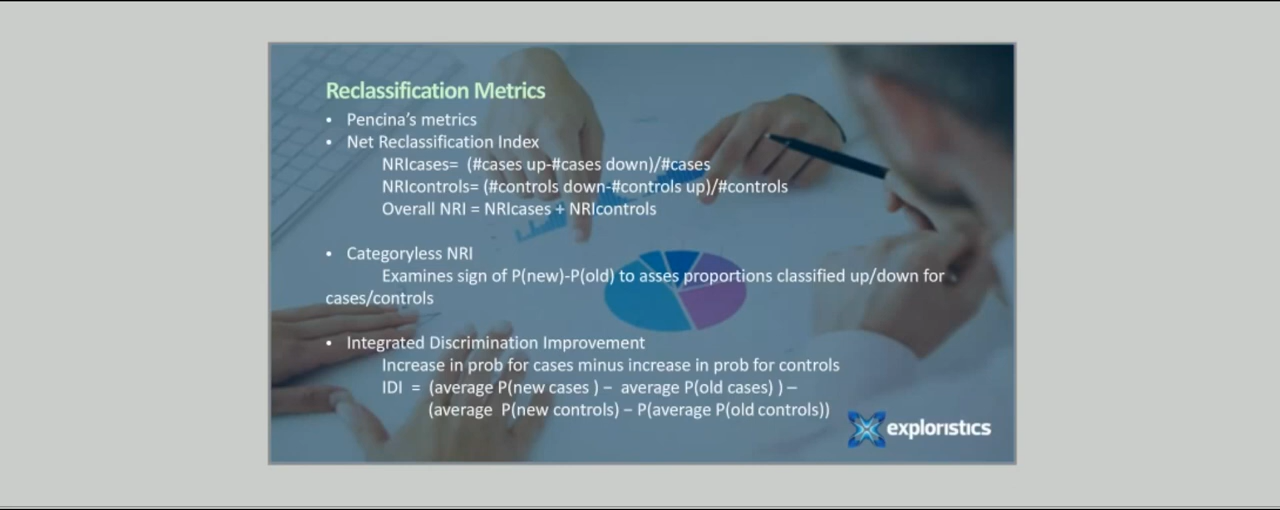 Reclassification Metrics
• Pencina's metrics
• Net Reclassification Index
NRIcases= (#cases up-#cases down)/#cases
NRIcontrols= (#controls down-#controls up)/#controls
Overall NRI = NRIcases + NRIcontrols
• Categoryless NRI
Examines sign of P(new)-P(old) to asses proportions classified up/down for
cases/controls
• Integrated Discrimination Improvement
Increase in prob for cases minus increase in prob for controls
IDI = (average P(new cases ) − average P(old cases) ) −
(average P(new controls) − P(average P(old controls))
exploristics